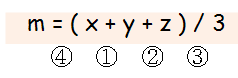 m = ( x + y + z ) / 3
④ ① ② ③